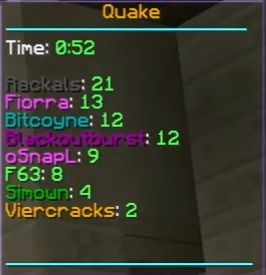 Quake
Time: 0:52
Rackals: 21
Fiorra: 13
Bitcoyne: 12
Blackoutburst: 12
oSnapL: 9
F63: 8
Simown: 4
Viercracks: 2